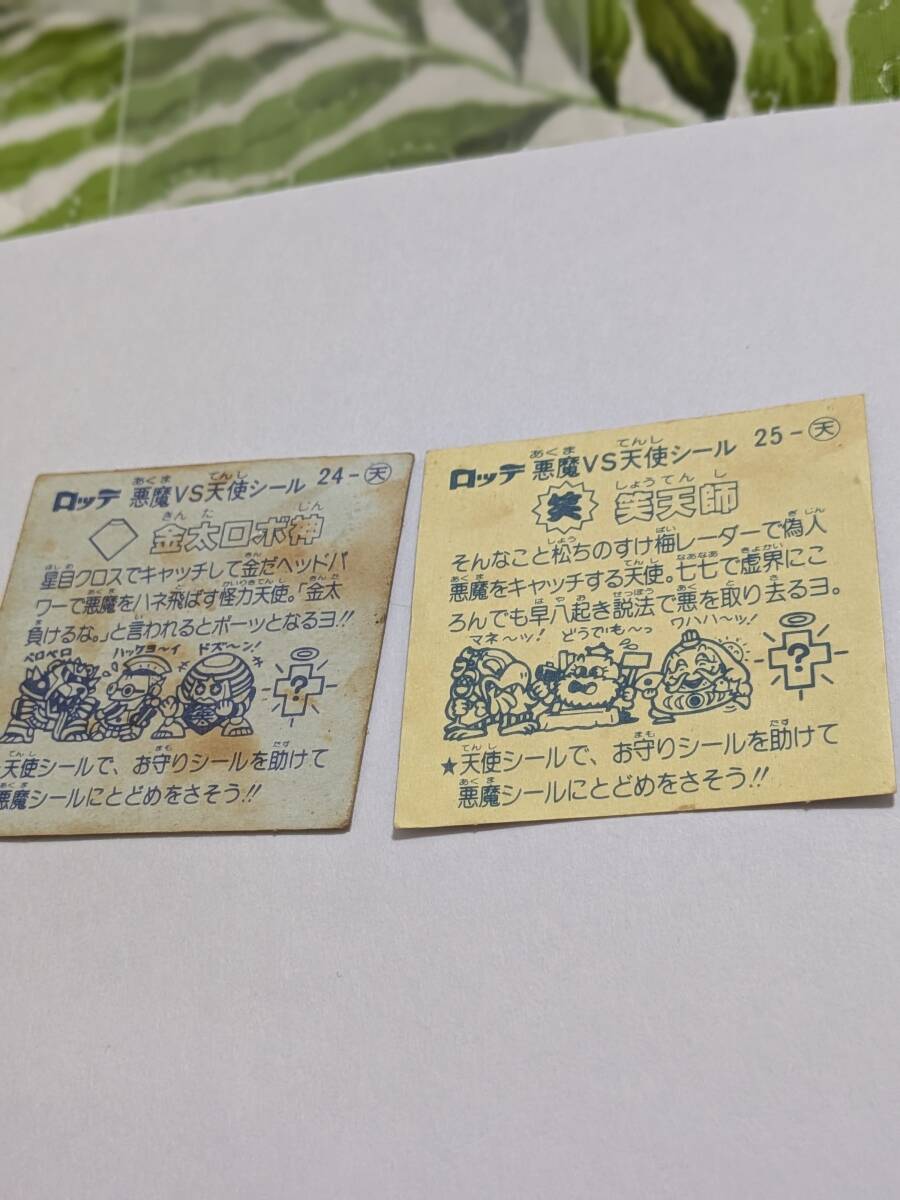 ロッテ 悪魔VS天使シール 24-天
あくま てんし
金太ロボ神
きんた じん
星目クロスでキャッチして金だヘッドパ
ワーで悪魔をハネ飛ばす怪力天使。「金太
負けるな。」と言われるとボーッとなるヨ!!
ペロペロ ハッケヨ〜イ ドズ〜ン!
笑
?
天使シールで、お守りシールを助けて
悪魔シールにとどめをさそう!!
ロッテ 悪魔VS天使シール 25-天
あくま てんし
笑 笑天師
しょうてんし
そんなこと松ちのすけ梅レーダーで偽人
悪魔をキャッチする天使。七七で虚界にこ
ろんでも早八起き説法で悪を取り去るヨ。
マネ〜ッ! どうでぃも〜っ ワハハ〜ッ!
?
★天使シールで、お守りシールを助けて
悪魔シールにとどめをさそう!!